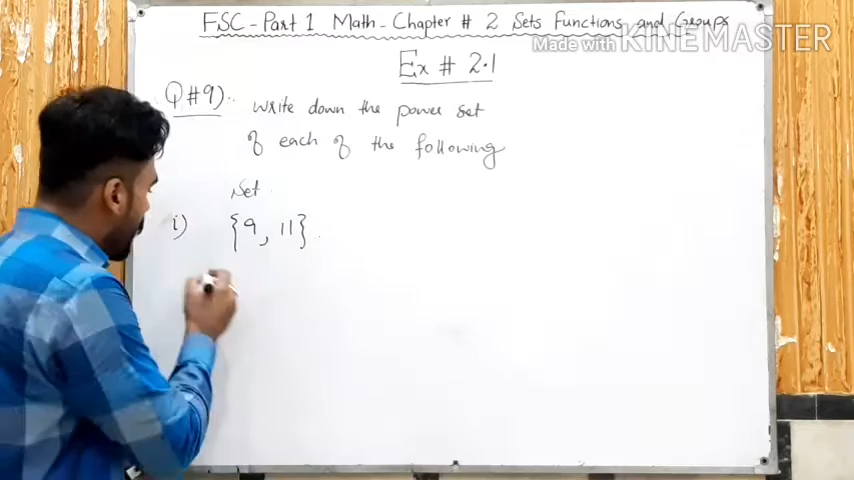 FSC-Part 1 Math-Chapter # 2 Sets Functions and Groups
Made with KINEMASTER
Ex # 2.1
Q#9). write down the power set
of each of the following
Set
i) {9, 11}.